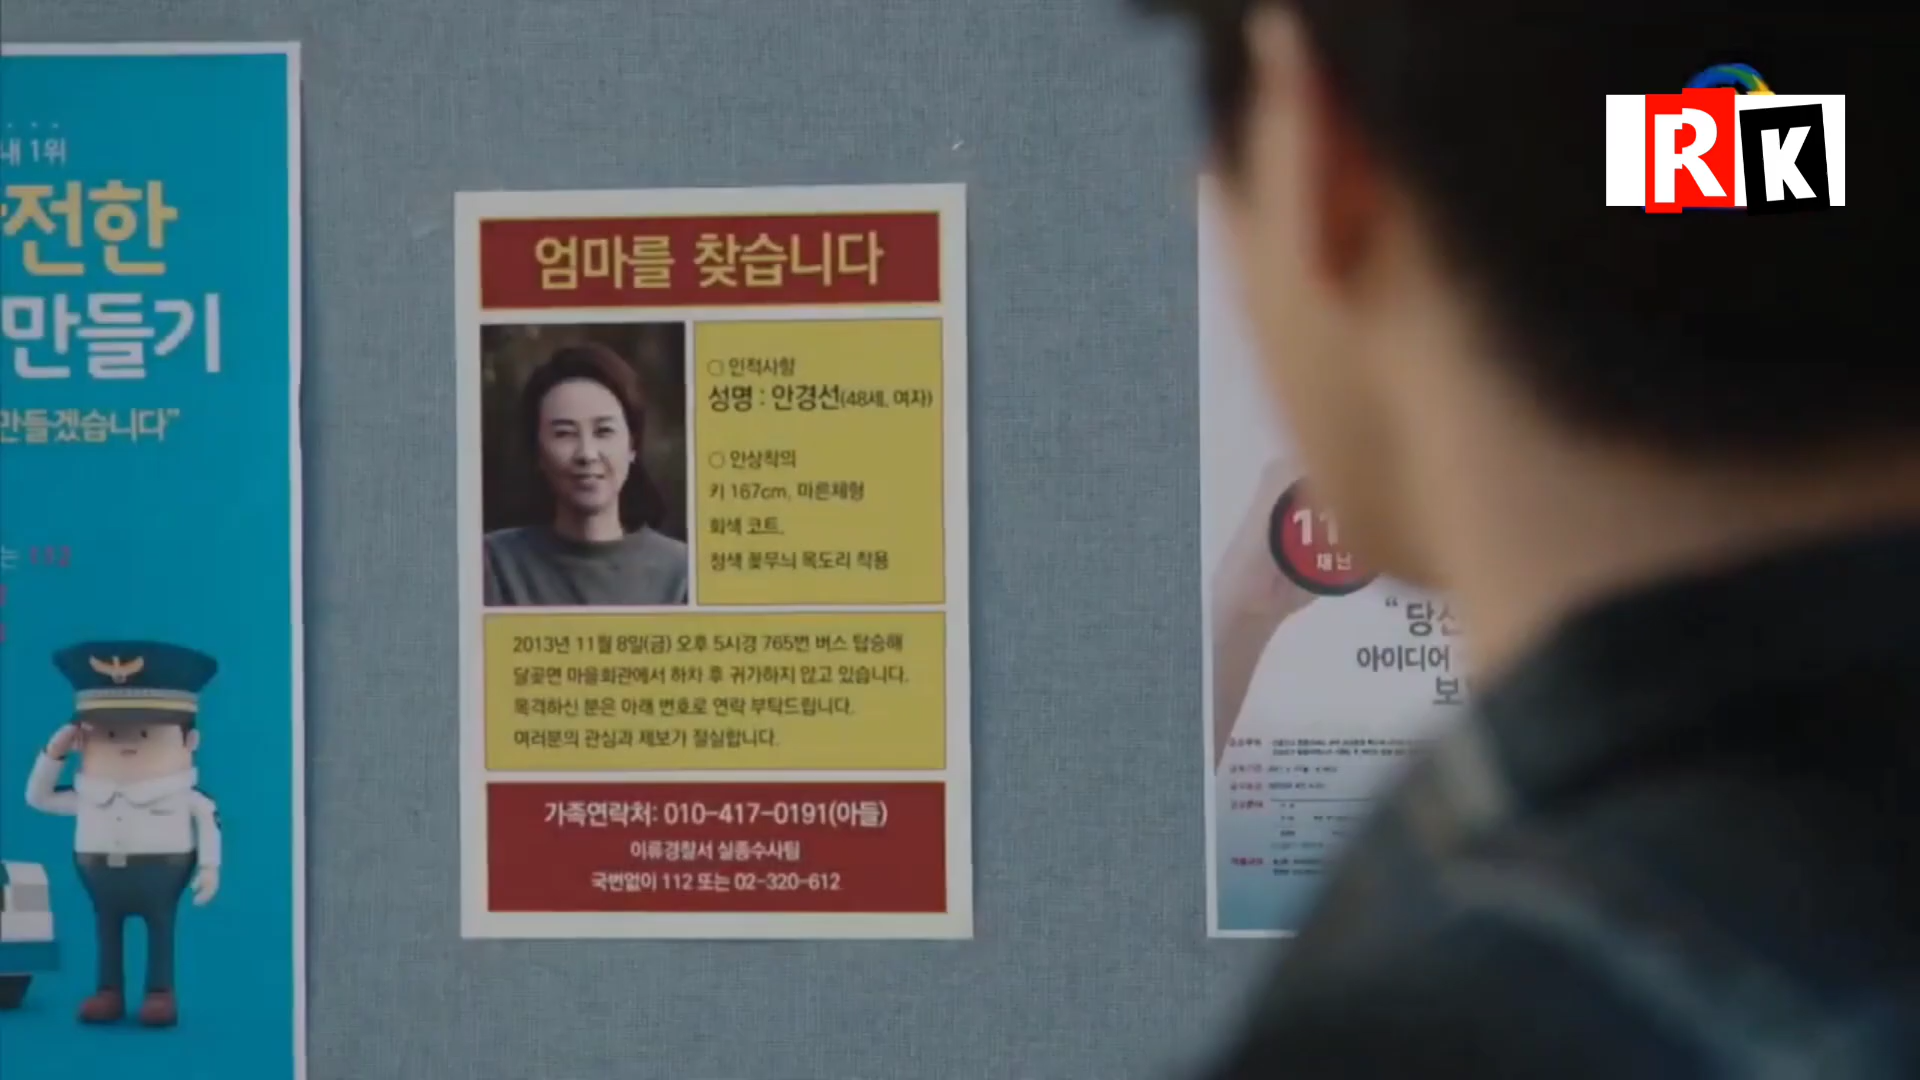 내 1위
전한
만들기
만들겠습니다"
는 112
엄마를 찾습니다
○ 인적사항
성명 : 안경선(48세, 여자)
○ 인상착의
키 167cm, 마른체형
회색 코트,
청색 꽃무늬 목도리 착용
2013년 11월 8일(금) 오후 5시경 765번 버스 탑승해
달곶면 마을회관에서 하차 후 귀가하지 않고 있습니다.
목격하신 분은 아래 번호로 연락 부탁드립니다.
여러분의 관심과 제보가 절실합니다.
가족연락처: 010-417-0191(아들)
이류경찰서 실종수사팀
국번없이 112 또는 02-320-612
11
재난
"당신
아이디어
보
RK